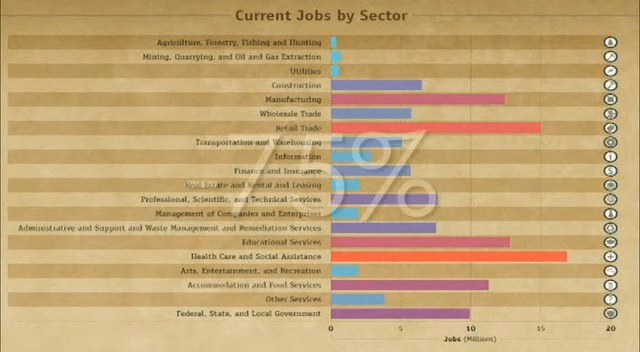 Current Jobs by Sector
Agriculture, Forestry, Fishing and Hunting
Mining, Quarrying, and Oil and Gas Extraction
Utilities
Construction
Manufacturing
Wholesale Trade
Retail Trade
Transportation and Warehousing
Information
Finance and Insurance
Real Estate and Rental and Leasing
Professional, Scientific, and Technical Services
Management of Companies and Enterprises
Administrative and Support and Waste Management and Remediation Services
Educational Services
Health Care and Social Assistance
Arts, Entertainment, and Recreation
Accommodation and Food Services
Other Services
Federal, State, and Local Government
0 5 10 15 20
Jobs (Millions)